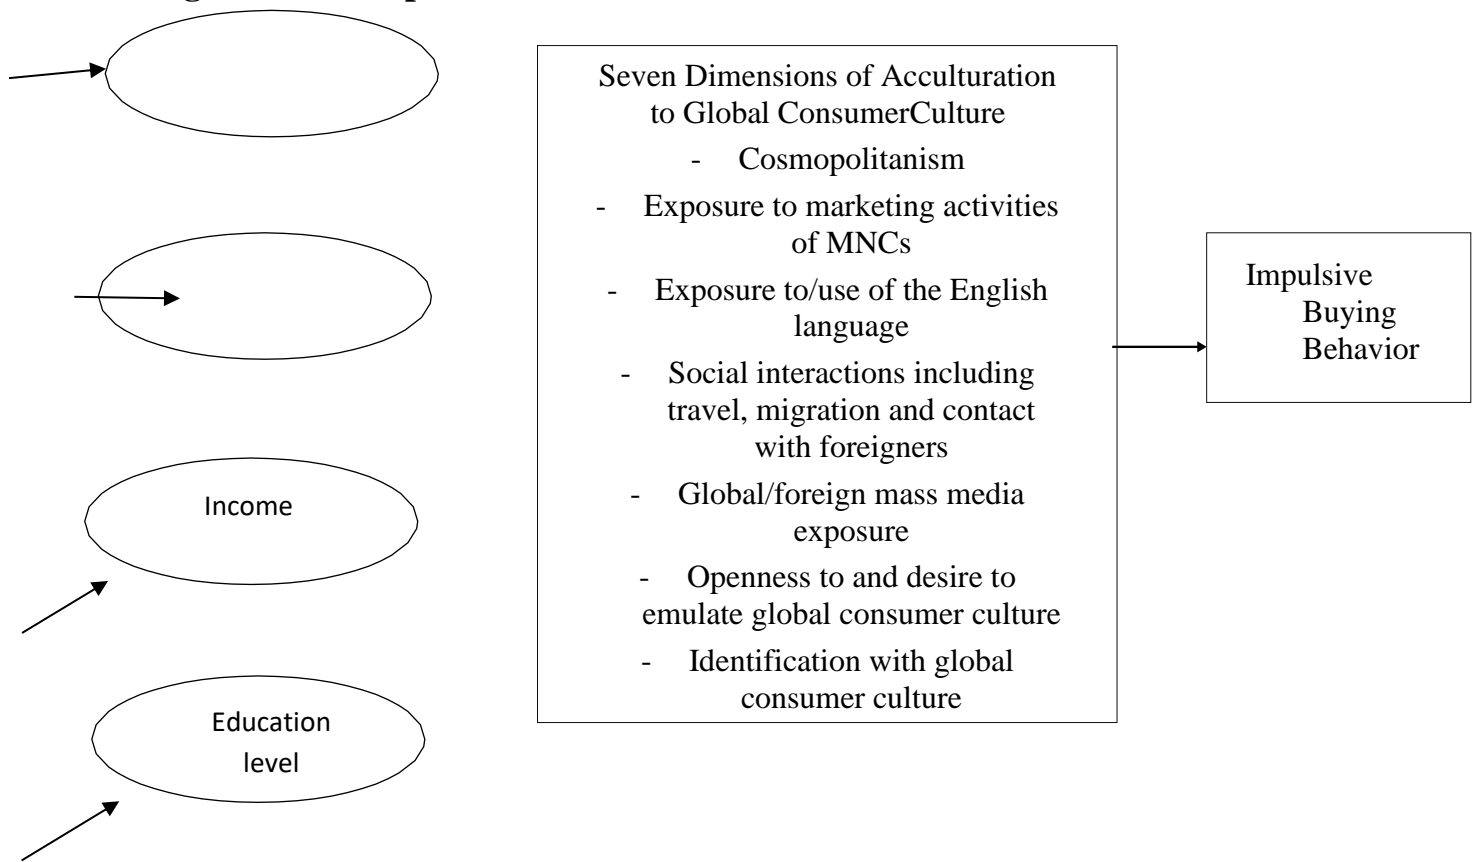 Seven Dimensions of Acculturation
to Global ConsumerCulture
- Cosmopolitanism
- Exposure to marketing activities
of MNCs
- Exposure to/use of the English
language
- Social interactions including
travel, migration and contact
with foreigners
- Global/foreign mass media
exposure
- Openness to and desire to
emulate global consumer culture
- Identification with global
consumer culture
Impulsive
Buying
Behavior
Income
Education
level